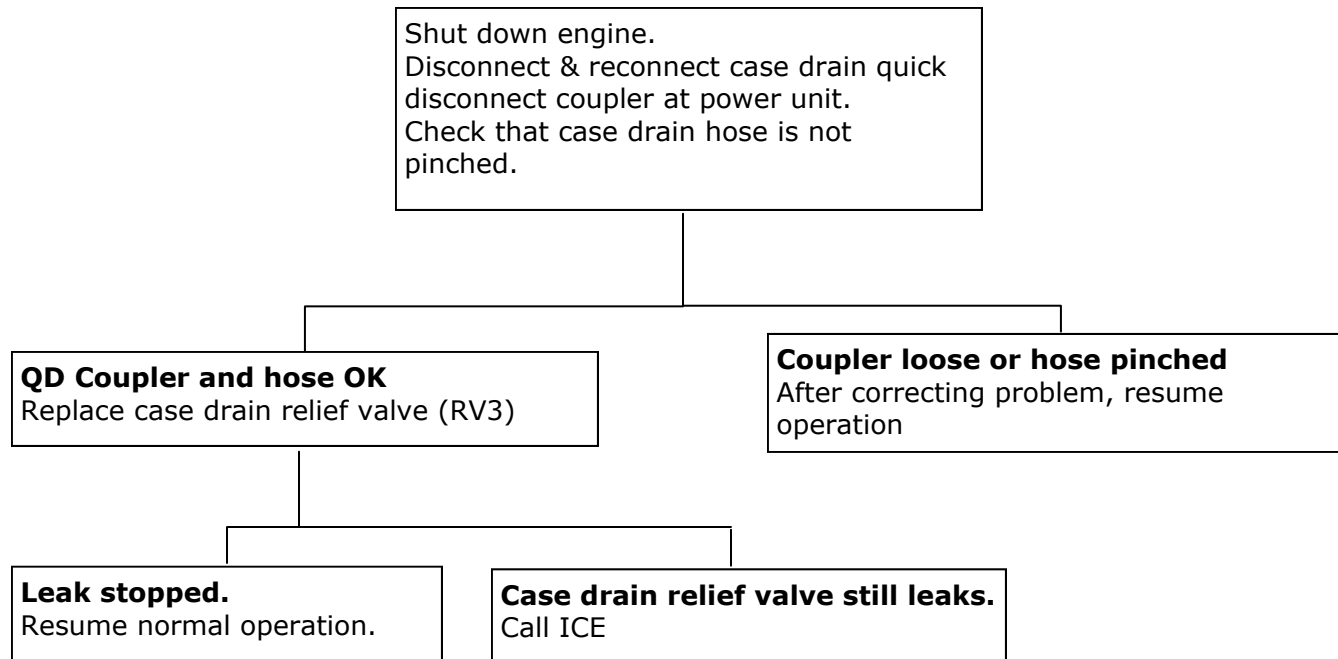 Shut down engine.
Disconnect & reconnect case drain quick
disconnect coupler at power unit.
Check that case drain hose is not
pinched.
QD Coupler and hose OK
Replace case drain relief valve (RV3)
Coupler loose or hose pinched
After correcting problem, resume
operation
Leak stopped.
Resume normal operation.
Case drain relief valve still leaks.
Call ICE